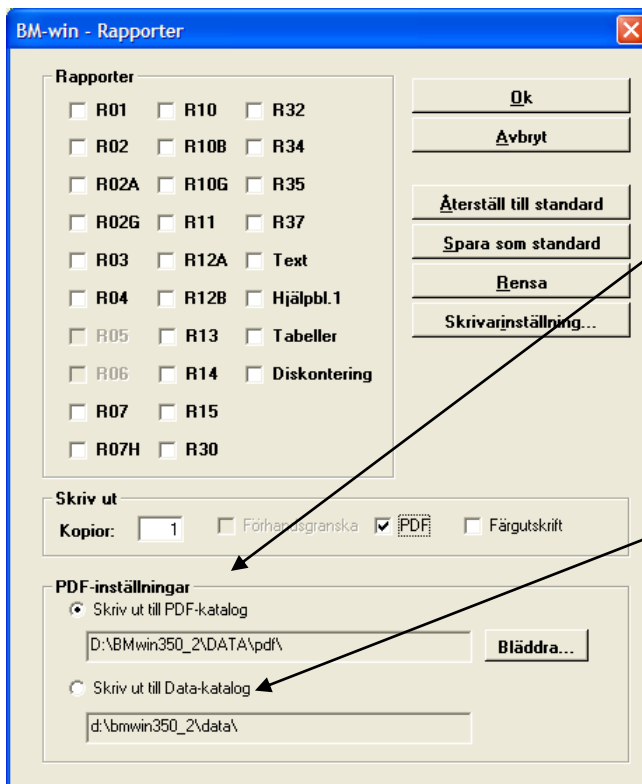 BM-win - Rapporter
Rapporter
R01 R10 R32
R02 R10B R34
R02A R10G R35
R02G R11 R37
R03 R12A Text
R04 R12B Hjälpbl.1
R05 R13 Tabeller
R06 R14 Diskontering
R07 R15
R07H R30
Ok
Avbryt
Återställ till standard
Spara som standard
Rensa
Skrivarinställning...
Skriv ut
Kopior: 1 Förhandsgranska PDF Färgutskrift
PDF-inställningar
Skriv ut till PDF-katalog
D:\BMwin350_2\DATA\pdf\ Bläddra...
Skriv ut till Data-katalog
d:\bmwin350_2\data\